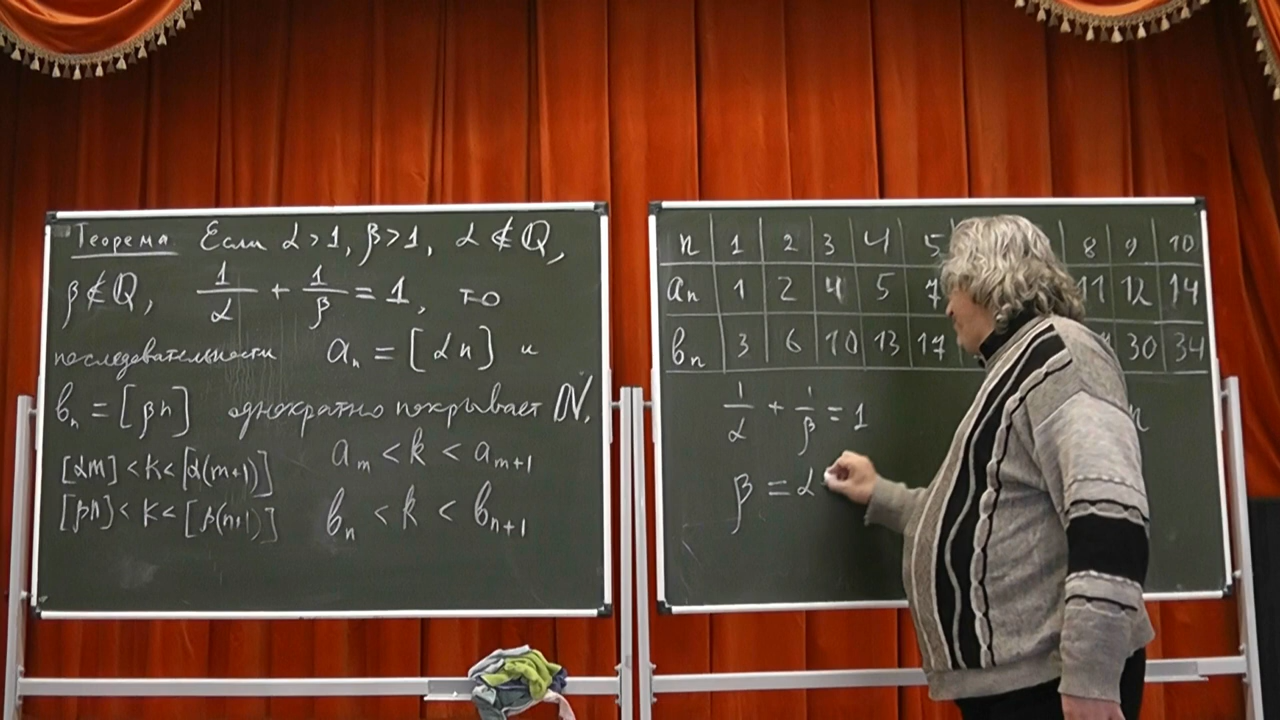 Теорема Если α > 1, β > 1, α ∉ Q,
β ∉ Q, 1/α + 1/β = 1, то
последовательности aₙ = [αn] и
bₙ = [βn] однократно покрывает N.
[αm] < k < [α(m+1)] aₘ < k < aₘ₊₁
[βn] < k < [β(n+1)] bₙ < k < bₙ₊₁
n 1 2 3 4 5 8 9 10
aₙ 1 2 4 5 7 11 12 14
bₙ 3 6 10 13 17 30 34
1/α + 1/β = 1 n
β = α